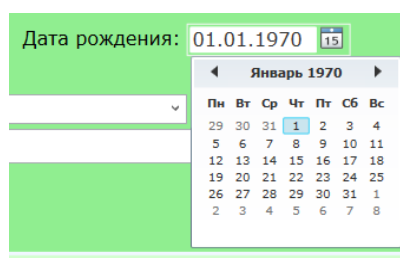 Дата рождения: 01.01.1970 15
Январь 1970
Пн Вт Ср Чт Пт Сб Вс
29 30 31 1 2 3 4
5 6 7 8 9 10 11
12 13 14 15 16 17 18
19 20 21 22 23 24 25
26 27 28 29 30 31 1
2 3 4 5 6 7 8